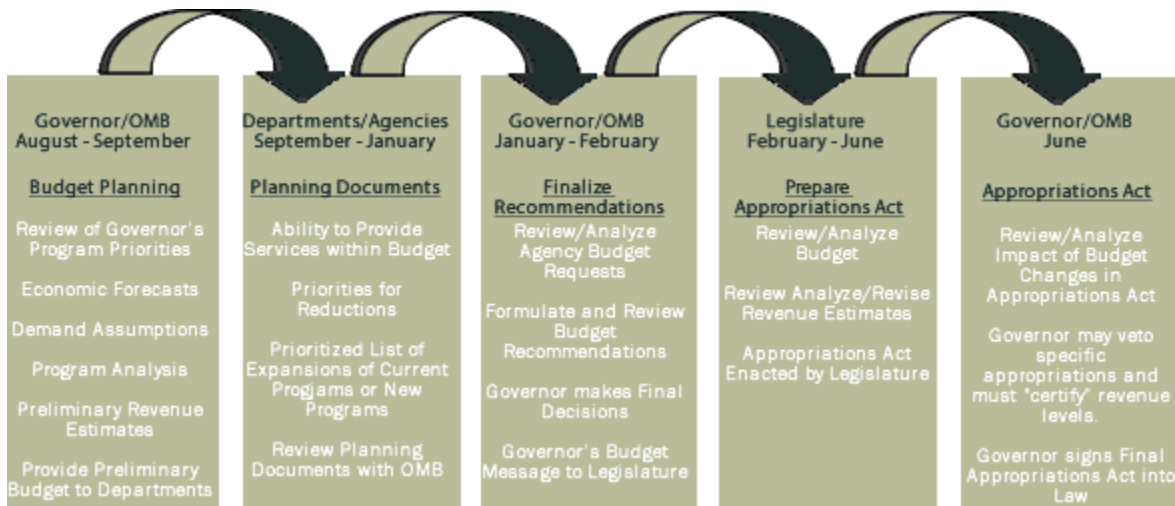 Governor/OMB
August - September
Budget Planning
Review of Governor's
Program Priorities
Economic Forecasts
Demand Assumptions
Program Analysis
Preliminary Revenue
Estimates
Provide Preliminary
Budget to Departments
Departments/Agencies
September - January
Planning Documents
Ability to Provide
Services within Budget
Priorities for
Reductions
Prioritized List of
Expansions of Current
Progjams or New
Programs
Review Planning
Documents with OMB
Governor/OMB
January - February
Finalize
Recommendations
Review/Analyze
Agency Budget
Requests
Formulate and Review
Budget
Recommendations
Governor makes Final
Decisions
Governor's Budget
Message to Legislature
Legislature
February - June
Prepare
Appropriations Act
Review/Analyze
Budget
Review Analyze/Revise
Revenue Estimates
Appropriations Act
Enacted by Legislature
Governor/OMB
June
Appropriations Act
Review/Analyze
Impact of Budget
Changes in
Appropriations Act
Governor may veto
specific
appropriations and
must "certify" revenue
levels.
Governor signs Final
Appropriations Act into
Law